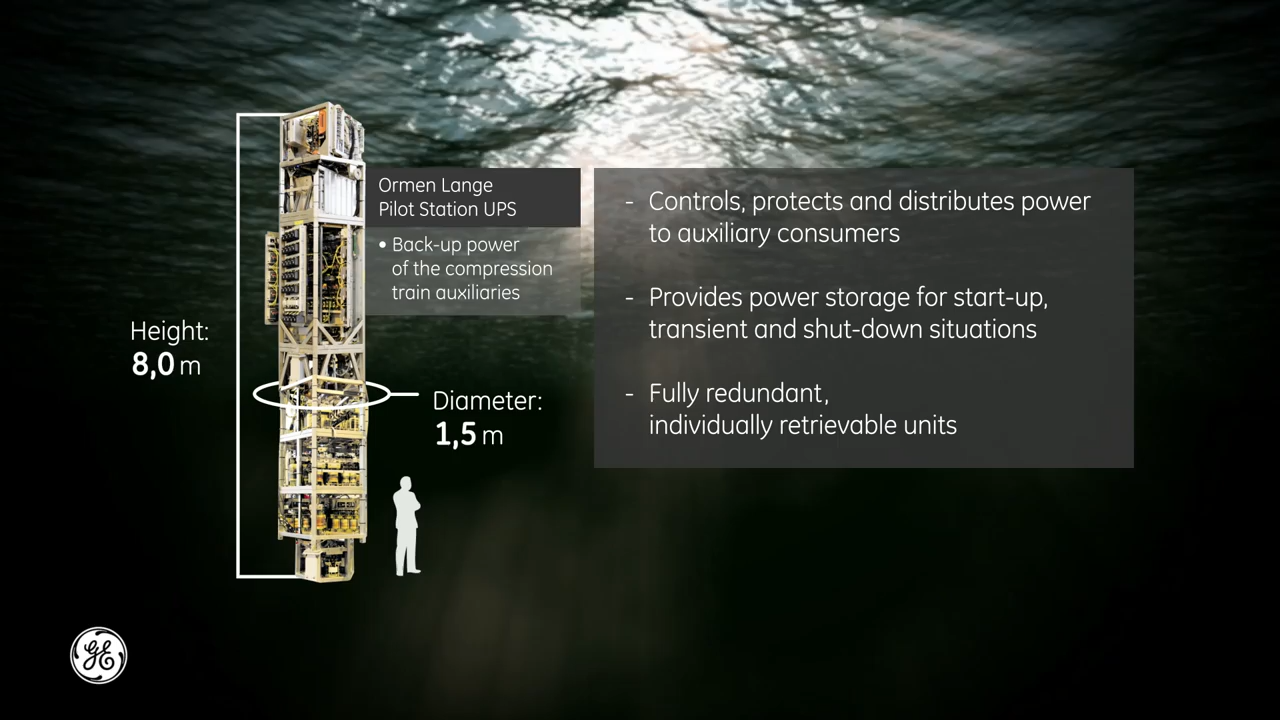 Ormen Lange
Pilot Station UPS
• Back-up power
of the compression
train auxiliaries
Height:
8,0 m
Diameter:
1,5 m
- Controls, protects and distributes power
to auxiliary consumers
- Provides power storage for start-up,
transient and shut-down situations
- Fully redundant,
individually retrievable units
GE